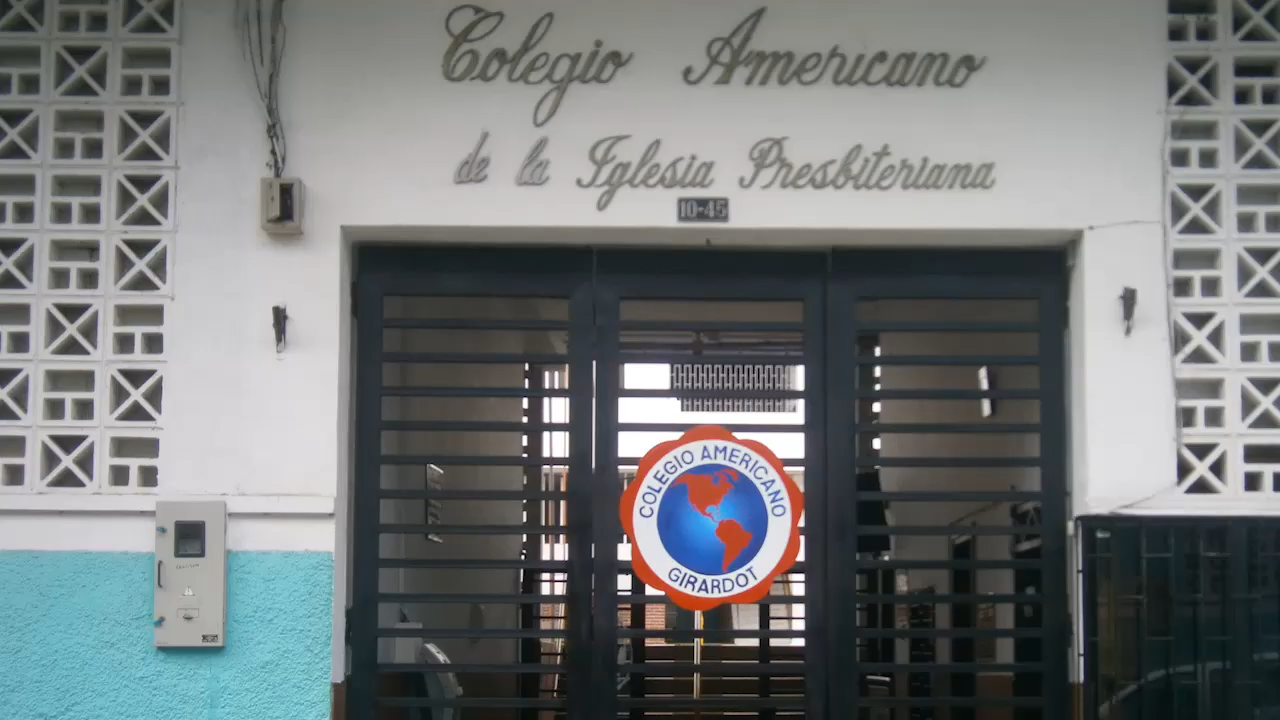 Colegio Americano
de la Iglesia Presbiteriana
10-45
COLEGIO AMERICANO
GIRARDOT